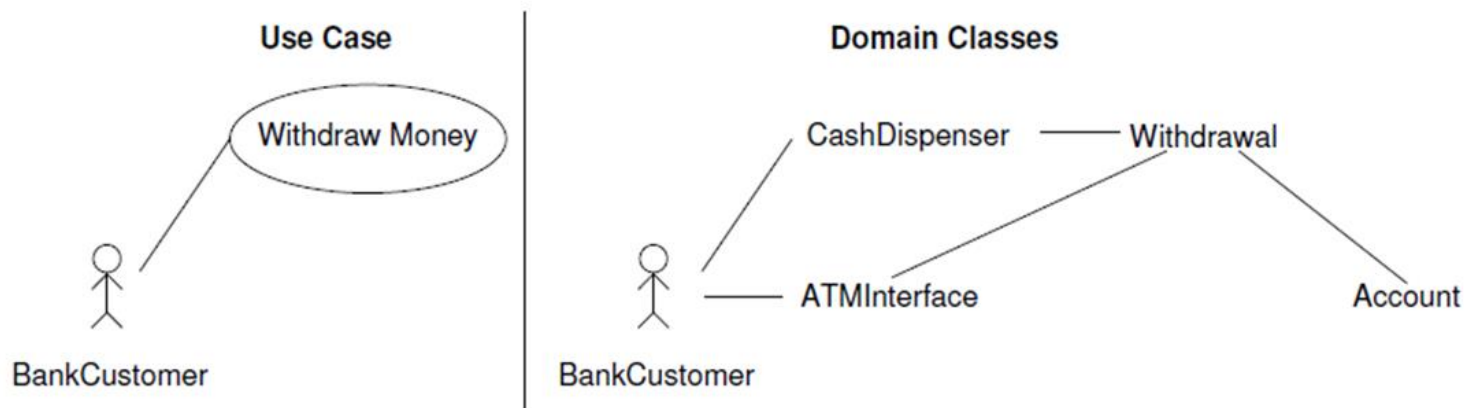 Use Case
Withdraw Money
BankCustomer
Domain Classes
CashDispenser
Withdrawal
ATMInterface
Account
BankCustomer